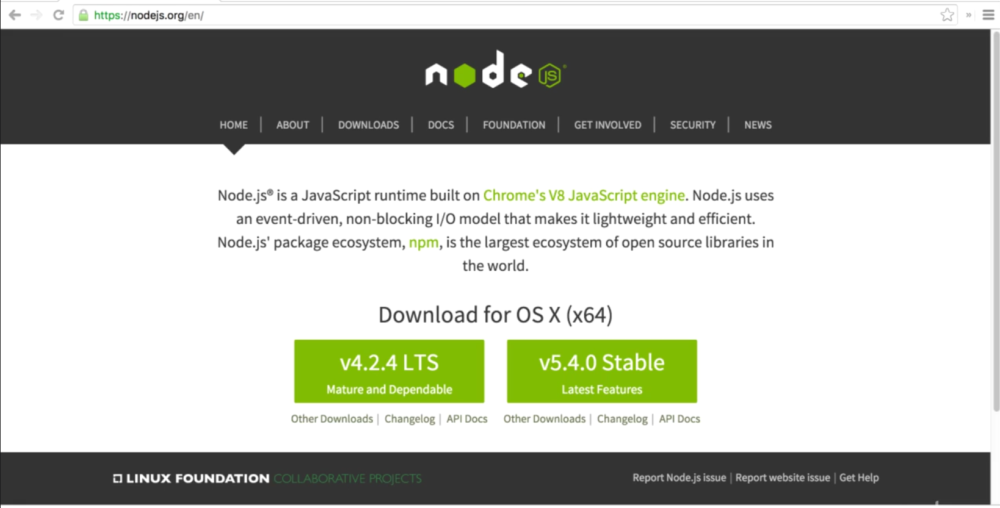 https://nodejs.org/en/
»
node JS®
HOME | ABOUT | DOWNLOADS | DOCS | FOUNDATION | GET INVOLVED | SECURITY | NEWS
Node.js® is a JavaScript runtime built on Chrome's V8 JavaScript engine. Node.js uses
an event-driven, non-blocking I/O model that makes it lightweight and efficient.
Node.js' package ecosystem, npm, is the largest ecosystem of open source libraries in
the world.
Download for OS X (x64)
v4.2.4 LTS
Mature and Dependable
v5.4.0 Stable
Latest Features
Other Downloads | Changelog | API Docs
Other Downloads | Changelog | API Docs
LINUX FOUNDATION COLLABORATIVE PROJECTS
Report Node.js issue | Report website issue | Get Help